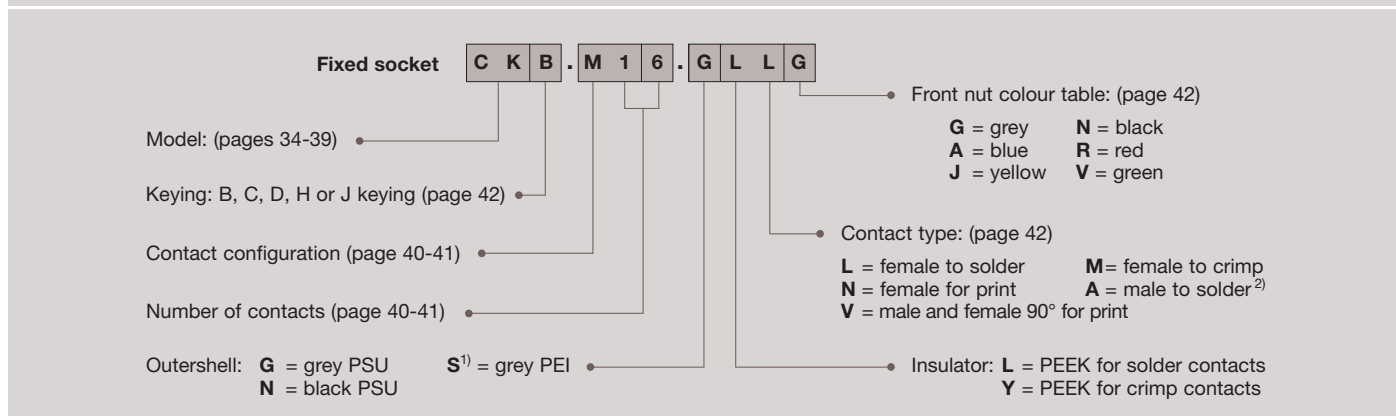 Fixed socket C K B . M 1 6 . G L L G
Model: (pages 34-39)
Keying: B, C, D, H or J keying (page 42)
Contact configuration (page 40-41)
Number of contacts (page 40-41)
Outershell: G = grey PSU S1) = grey PEI
N = black PSU
Front nut colour table: (page 42)
G = grey N = black
A = blue R = red
J = yellow V = green
Contact type: (page 42)
L = female to solder M= female to crimp
N = female for print A = male to solder2)
V = male and female 90° for print
Insulator: L = PEEK for solder contacts
Y = PEEK for crimp contacts